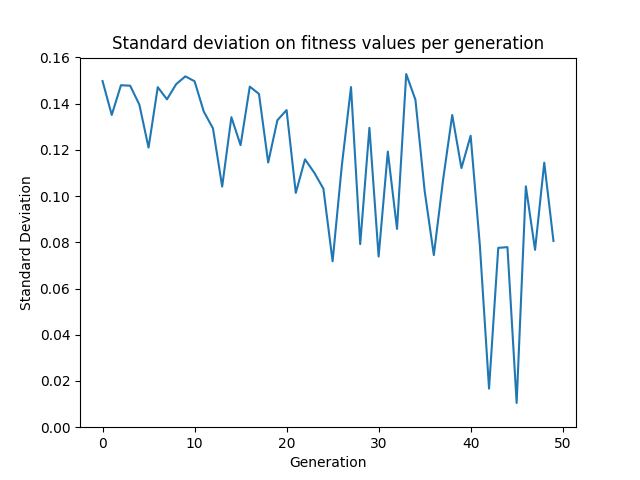 Standard deviation on fitness values per generation
0.16
0.14
0.12
0.10
0.08
0.06
0.04
0.02
0.00
Standard Deviation
0 10 20 30 40 50
Generation